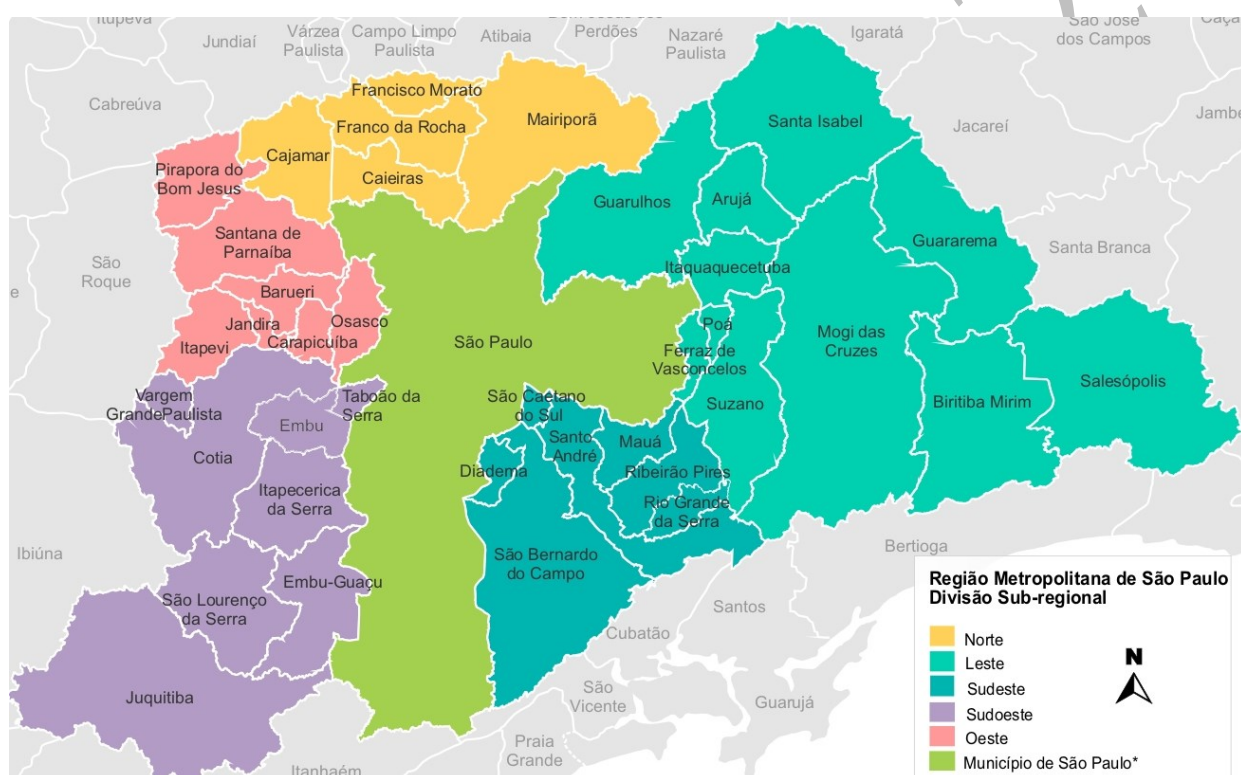 Itupeva
Jundiaí
Várzea
Paulista
Campo Limpo
Paulista
Atibaia
Bom Jesus dos
Perdões
Nazaré
Paulista
Igaratá
São José
dos Campos
Caça
Cabreúva
Jacareí
Jambe
Francisco Morato
Franco da Rocha
Mairiporã
Cajamar
Caieiras
Santa Isabel
Pirapora do
Bom Jesus
Guarulhos
Arujá
Santana de
Parnaíba
Guararema
Santa Branca
São
Roque
e
Itaquaquecetuba
Barueri
Jandira
Osasco
Carapicuíba
Itapevi
São Paulo
Poá
Ferraz de
Vasconcelos
Mogi das
Cruzes
Suzano
Biritiba Mirim
Salesópolis
Vargem
GrandePaulista
Taboão da
Serra
Embu
Cotia
São Caetano
do Sul
Santo
André
Mauá
Diadema
Ribeirão Pires
Rio Grande
da Serra
Itapecerica
da Serra
Ibiúna
São Bernardo
do Campo
Bertioga
Embu-Guaçu
São Lourenço
da Serra
Santos
Cubatão
Juquitiba
São
Vicente
Guarujá
Praia
Grande
Itanhaém
Região Metropolitana de São Paulo
Divisão Sub-regional
Norte
Leste
Sudeste
Sudoeste
Oeste
Município de São Paulo*
N